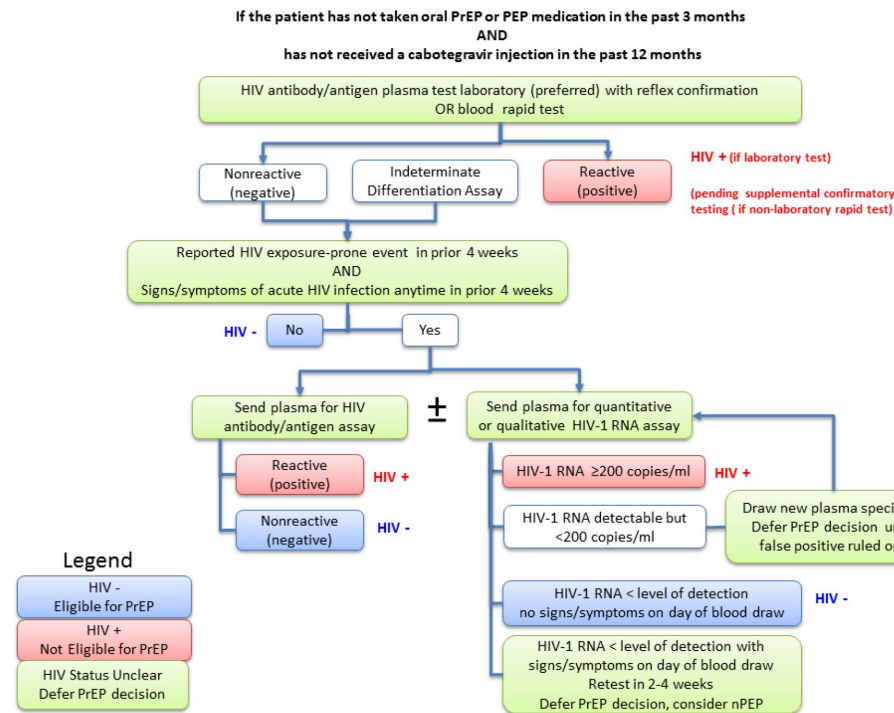 If the patient has not taken oral PrEP or PEP medication in the past 3 months
AND
has not received a cabotegravir injection in the past 12 months
HIV antibody/antigen plasma test laboratory (preferred) with reflex confirmation
OR blood rapid test
Nonreactive
(negative)
Indeterminate
Differentiation Assay
Reactive
(positive)
HIV + (if laboratory test)
(pending supplemental confirmatory
testing ( if non-laboratory rapid test)
Reported HIV exposure-prone event in prior 4 weeks
AND
Signs/symptoms of acute HIV infection anytime in prior 4 weeks
HIV -
No
Yes
Send plasma for HIV
antibody/antigen assay
±
Send plasma for quantitative
or qualitative HIV-1 RNA assay
Reactive
(positive)
HIV +
Nonreactive
(negative)
HIV -
HIV-1 RNA ≥200 copies/ml
HIV +
HIV-1 RNA detectable but
<200 copies/ml
Draw new plasma
Defer PrEP decision
false positive ruled
HIV-1 RNA < level of detection
no signs/symptoms on day of blood draw
HIV -
HIV-1 RNA < level of detection with
signs/symptoms on day of blood draw
Retest in 2-4 weeks
Defer PrEP decision, consider nPEP
Legend
HIV -
Eligible for PrEP
HIV +
Not Eligible for PrEP
HIV Status Unclear
Defer PrEP decision